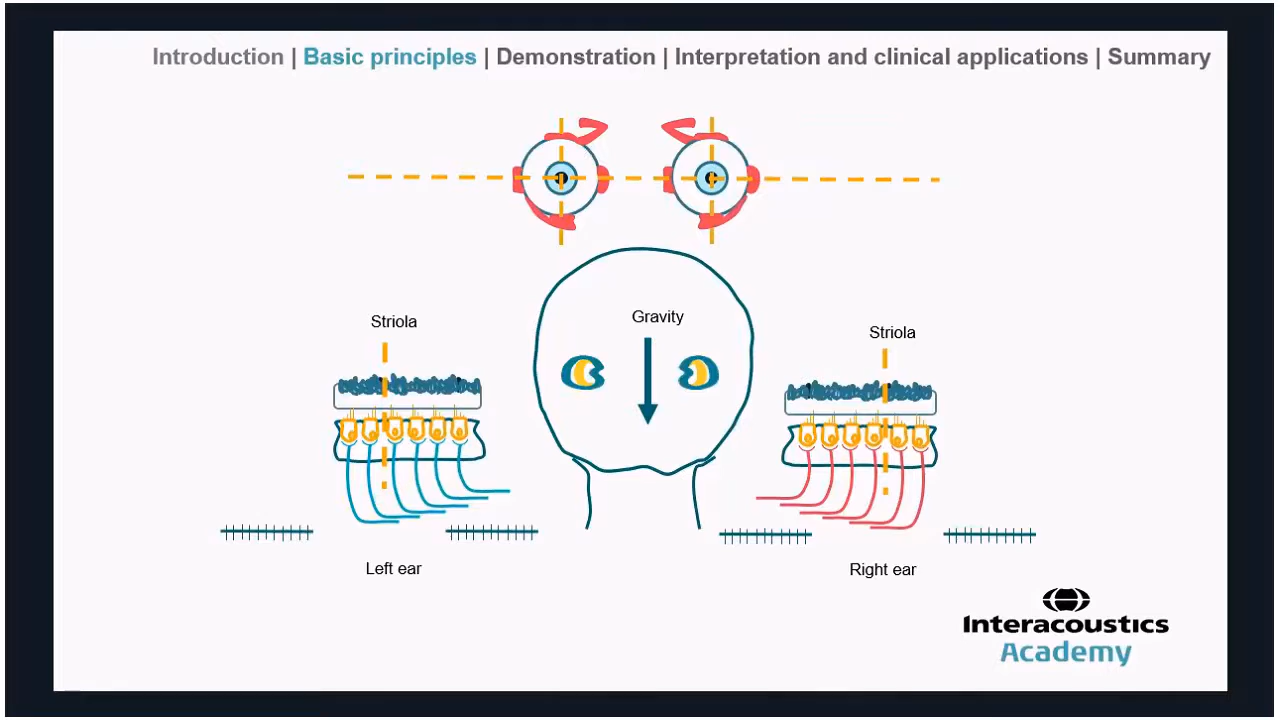 Introduction | Basic principles | Demonstration | Interpretation and clinical applications | Summary
Gravity
Striola
Striola
Left ear
Right ear
Interacoustics
Academy